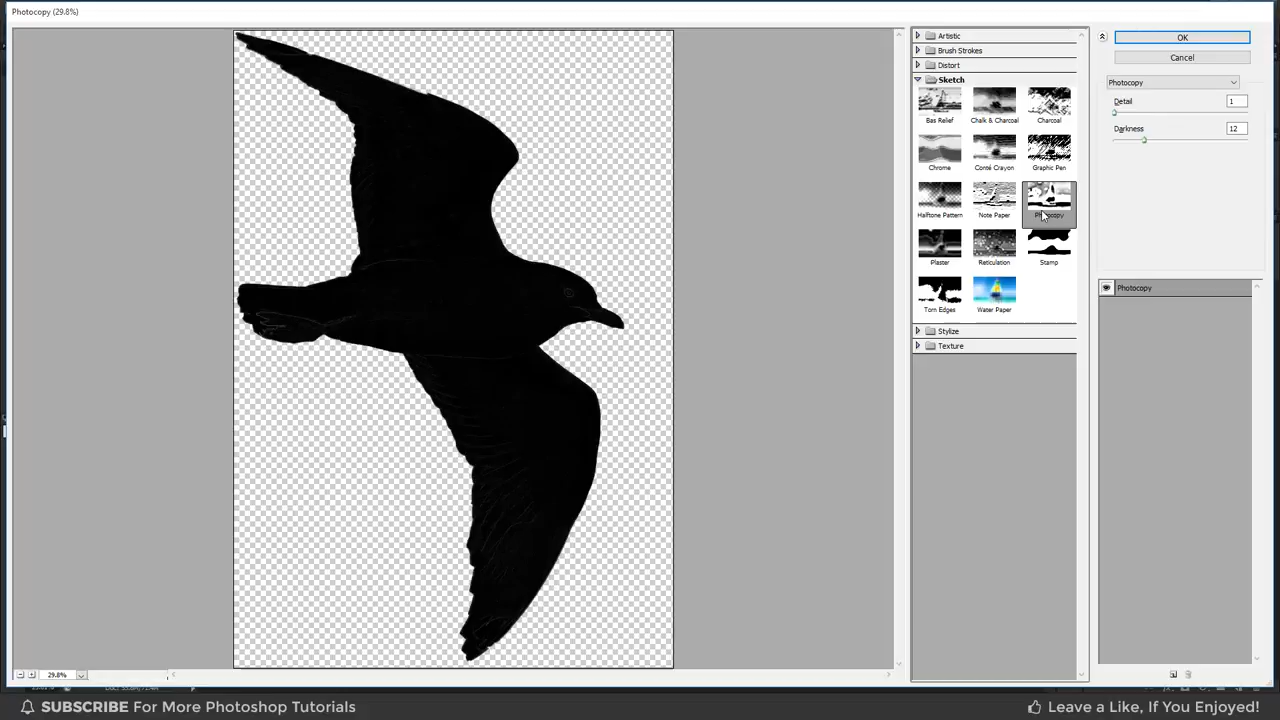 Photocopy (29.8%)
Artistic
Brush Strokes
Distort
Sketch
Bas Relief
Chalk & Charcoal
Charcoal
Chrome
Conté Crayon
Graphic Pen
Halftone Pattern
Note Paper
Photocopy
Plaster
Reticulation
Stamp
Torn Edges
Water Paper
Stylize
Texture
OK
Cancel
Photocopy
Detail
1
Darkness
12
Photocopy
29.8%
SUBSCRIBE For More Photoshop Tutorials
Leave a Like, If You Enjoyed!